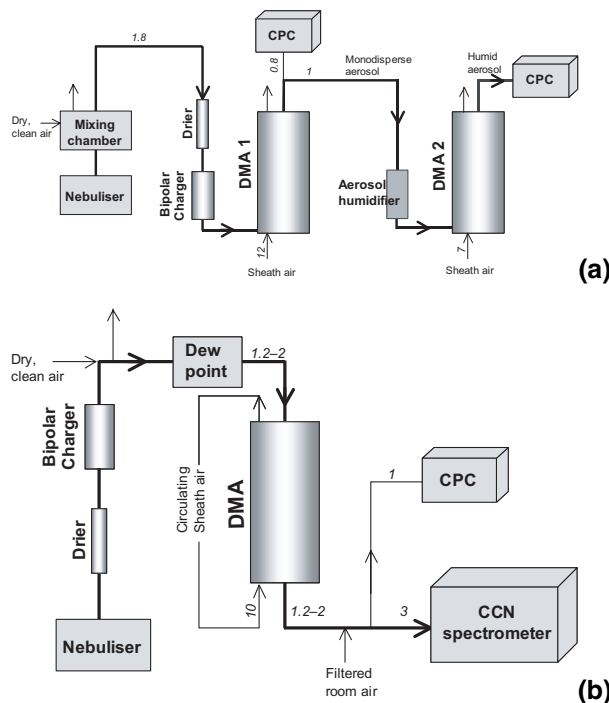 CPC
1.8
0.8
1
Monodisperse
aerosol
Humid
aerosol
CPC
Dry,
clean air
Mixing
chamber
Nebuliser
Drier
Bipolar
Charger
DMA 1
Aerosol
humidifier
DMA 2
12
Sheath air
7
Sheath air
(a)
Dry,
clean air
Dew
point
1.2–2
Bipolar
Charger
Circulating
Sheath air
DMA
1
CPC
Drier
10
1.2–2
3
CCN
spectrometer
Nebuliser
Filtered
room air
(b)